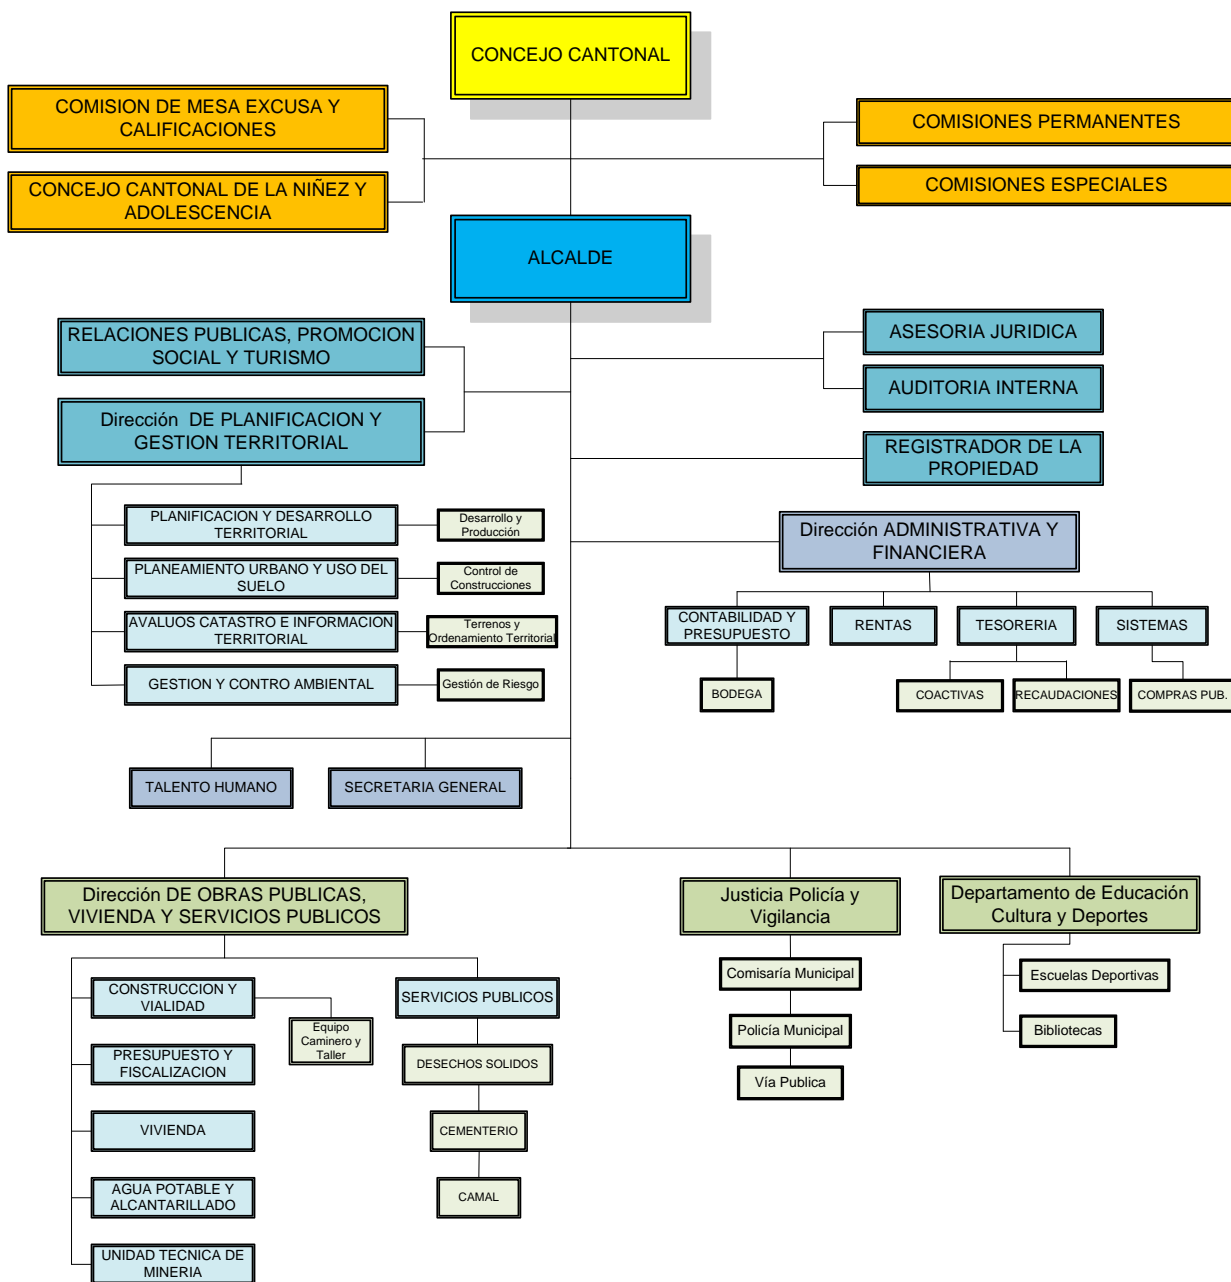 CONCEJO CANTONAL
COMISION DE MESA EXCUSA Y
CALIFICACIONES
COMISIONES PERMANENTES
CONCEJO CANTONAL DE LA NIÑEZ Y
ADOLESCENCIA
COMISIONES ESPECIALES
ALCALDE
RELACIONES PUBLICAS, PROMOCION
SOCIAL Y TURISMO
ASESORIA JURIDICA
AUDITORIA INTERNA
Dirección DE PLANIFICACION Y
GESTION TERRITORIAL
REGISTRADOR DE LA
PROPIEDAD
PLANIFICACION Y DESARROLLO
TERRITORIAL
Desarrollo y
Producción
PLANEAMIENTO URBANO Y USO DEL
SUELO
Control de
Construcciones
AVALUOS CATASTRO E INFORMACION
TERRITORIAL
Terrenos y
Ordenamiento Territorial
GESTION Y CONTRO AMBIENTAL
Gestión de Riesgo
Dirección ADMINISTRATIVA Y
FINANCIERA
CONTABILIDAD Y
PRESUPUESTO
RENTAS
TESORERIA
SISTEMAS
BODEGA
COACTIVAS
RECAUDACIONES
COMPRAS PUB.
TALENTO HUMANO
SECRETARIA GENERAL
Dirección DE OBRAS PUBLICAS,
VIVIENDA Y SERVICIOS PUBLICOS
Justicia Policía y
Vigilancia
Departamento de Educación
Cultura y Deportes
CONSTRUCCION Y
VIALIDAD
Equipo
Caminero y
Taller
PRESUPUESTO Y
FISCALIZACION
VIVIENDA
AGUA POTABLE Y
ALCANTARILLADO
UNIDAD TECNICA DE
MINERIA
SERVICIOS PUBLICOS
DESECHOS SOLIDOS
CEMENTERIO
CAMAL
Comisaría Municipal
Policía Municipal
Vía Publica
Escuelas Deportivas
Bibliotecas